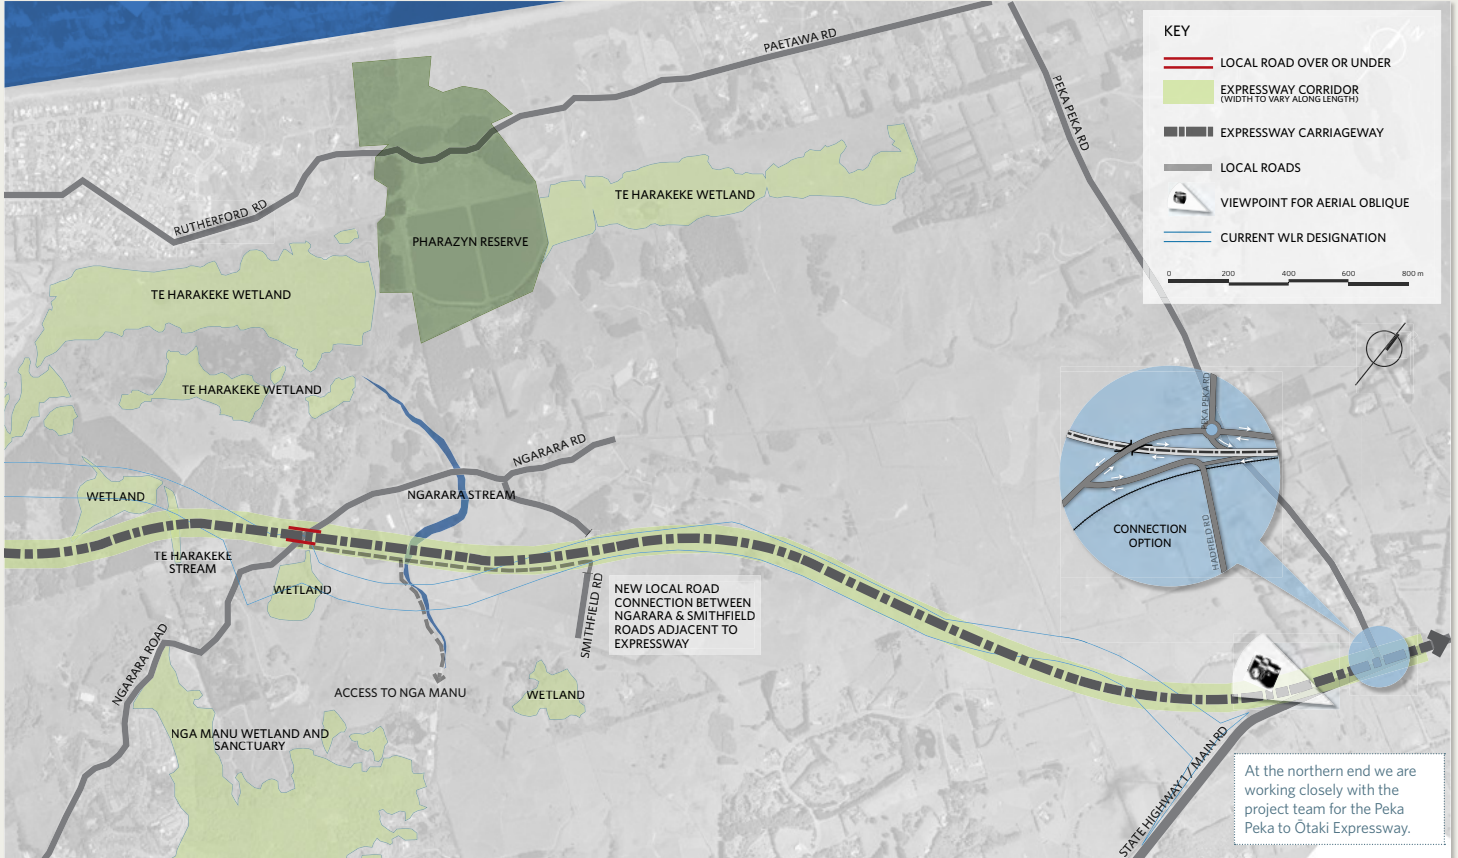 PAETAWA RD
PEKA PEKA RD
KEY
LOCAL ROAD OVER OR UNDER
EXPRESSWAY CORRIDOR
(WIDTH TO VARY ALONG LENGTH)
EXPRESSWAY CARRIAGEWAY
LOCAL ROADS
VIEWPOINT FOR AERIAL OBLIQUE
CURRENT WLR DESIGNATION
0 200 400 600 800 m
TE HARAKEKE WETLAND
RUTHERFORD RD
PHARAZYN RESERVE
TE HARAKEKE WETLAND
TE HARAKEKE WETLAND
NGARARA RD
WETLAND
NGARARA STREAM
TE HARAKEKE
STREAM
WETLAND
SMITHFIELD RD
NEW LOCAL ROAD
CONNECTION BETWEEN
NGARARA & SMITHFIELD
ROADS ADJACENT TO
EXPRESSWAY
PEKA PEKA RD
CONNECTION
OPTION
HADFIELD RD
NGARARA ROAD
ACCESS TO NGA MANU
WETLAND
NGA MANU WETLAND AND
SANCTUARY
STATE HIGHWAY 1 / MAIN RD
At the northern end we are
working closely with the
project team for the Peka
Peka to Ōtaki Expressway.